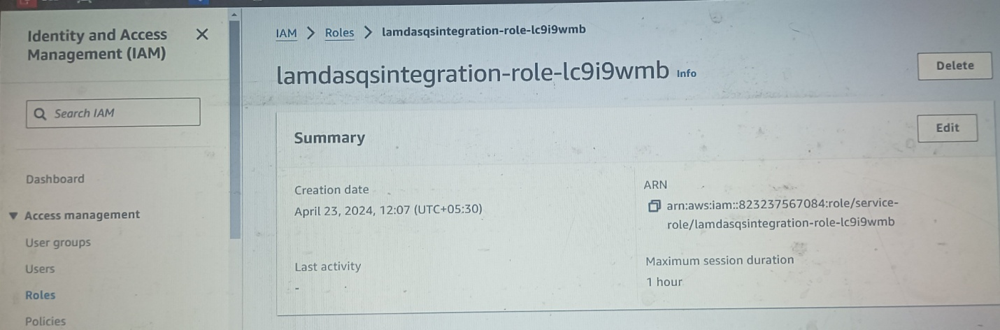 Identity and Access
Management (IAM)
Search IAM
Dashboard
Access management
User groups
Users
Roles
Policies
IAM > Roles > lamdasqsintegration-role-lc9i9wmb
lamdasqsintegration-role-lc9i9wmb Info
Delete
Summary
Edit
Creation date
April 23, 2024, 12:07 (UTC+05:30)
ARN
arn:aws:iam::823237567084:role/service-
role/lamdasqsintegration-role-lc9i9wmb
Last activity
-
Maximum session duration
1 hour